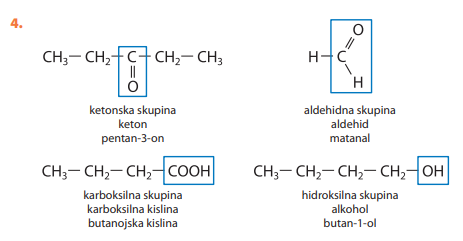 4.
CH₃— CH₂— C — CH₂— CH₃
O
ketonska skupina
keton
pentan-3-on
O
H — C
H
aldehidna skupina
aldehid
matanal
CH₃— CH₂— CH₂— COOH
karboksilna skupina
karboksilna kislina
butanojska kislina
CH₃— CH₂— CH₂— CH₂— OH
hidroksilna skupina
alkohol
butan-1-ol